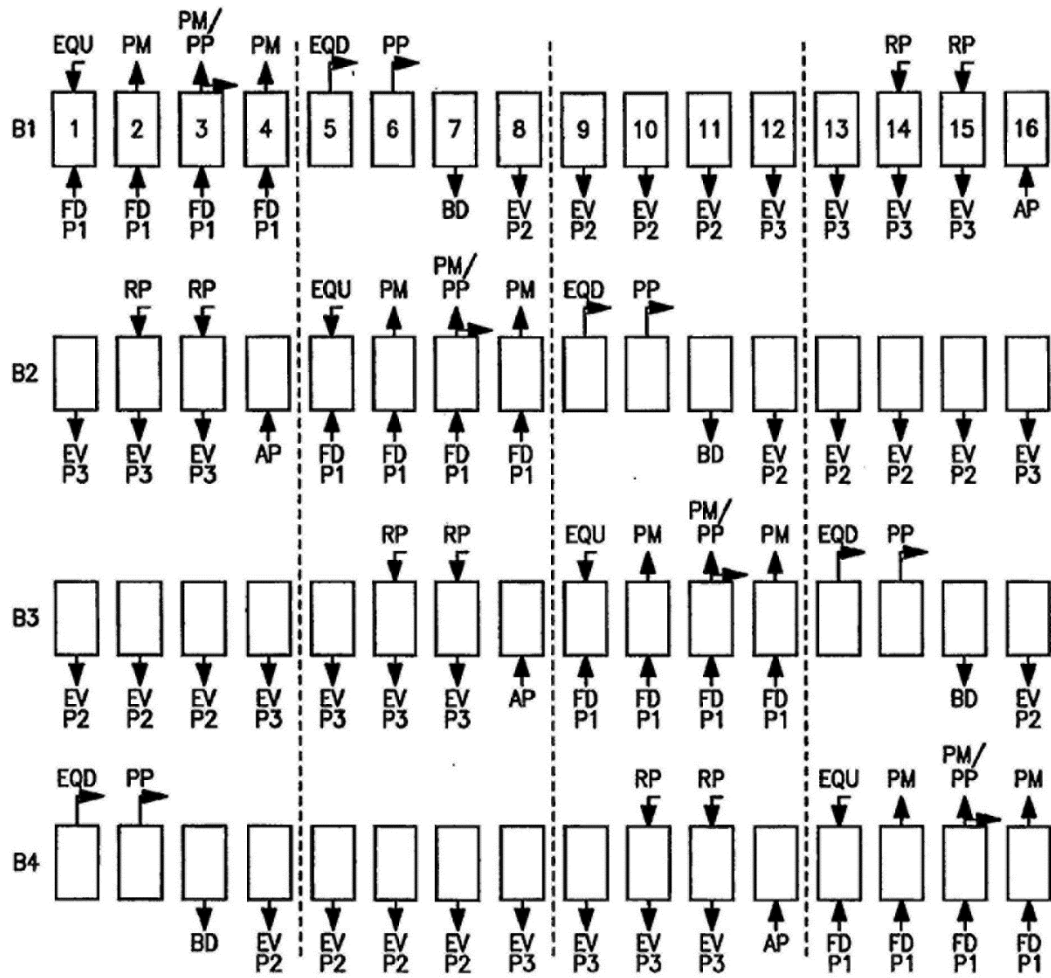 PM/
EQU PM PP PM EQD PP RP RP
B1 1 2 3 4 5 6 7 8 9 10 11 12 13 14 15 16
FD FD FD FD BD EV EV EV EV EV EV EV EV AP
P1 P1 P1 P1 P2 P2 P2 P2 P3 P3 P3 P3
PM/
RP RP EQU PM PP PM EQD PP
B2
EV EV EV AP FD FD FD FD BD EV EV EV EV EV
P3 P3 P3 P1 P1 P1 P1 P2 P2 P2 P2 P3
PM/
RP RP EQU PM PP PM EQD PP
B3
EV EV EV EV EV EV EV AP FD FD FD FD BD EV
P2 P2 P2 P3 P3 P3 P3 P1 P1 P1 P1 P2
PM/
EQD PP RP RP EQU PM PP PM
B4
BD EV EV EV EV EV EV EV EV AP FD FD FD FD
P2 P2 P2 P2 P3 P3 P3 P3 P1 P1 P1 P1